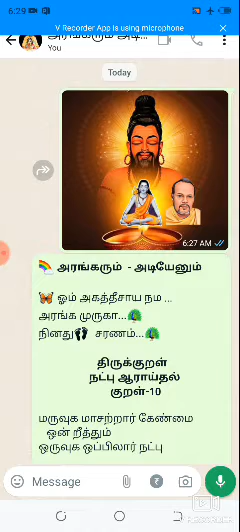 6:29
V Recorder App is using microphone
அரங்கரும் அடி...
You
Today
6:27 AM
🌈 அரங்கரும் - அடியேனும்
🦋 ஓம் அகத்தீசாய நம ...
அரங்க முருகா...🦚
நினது👣 சரணம்...🦚
திருக்குறள்
நட்பு ஆராய்தல்
குறள்-10
மருவுக மாசற்றார் கேண்மை
ஒன் றீத்தும்
ஒருவுக ஒப்பிலார் நட்பு
Message